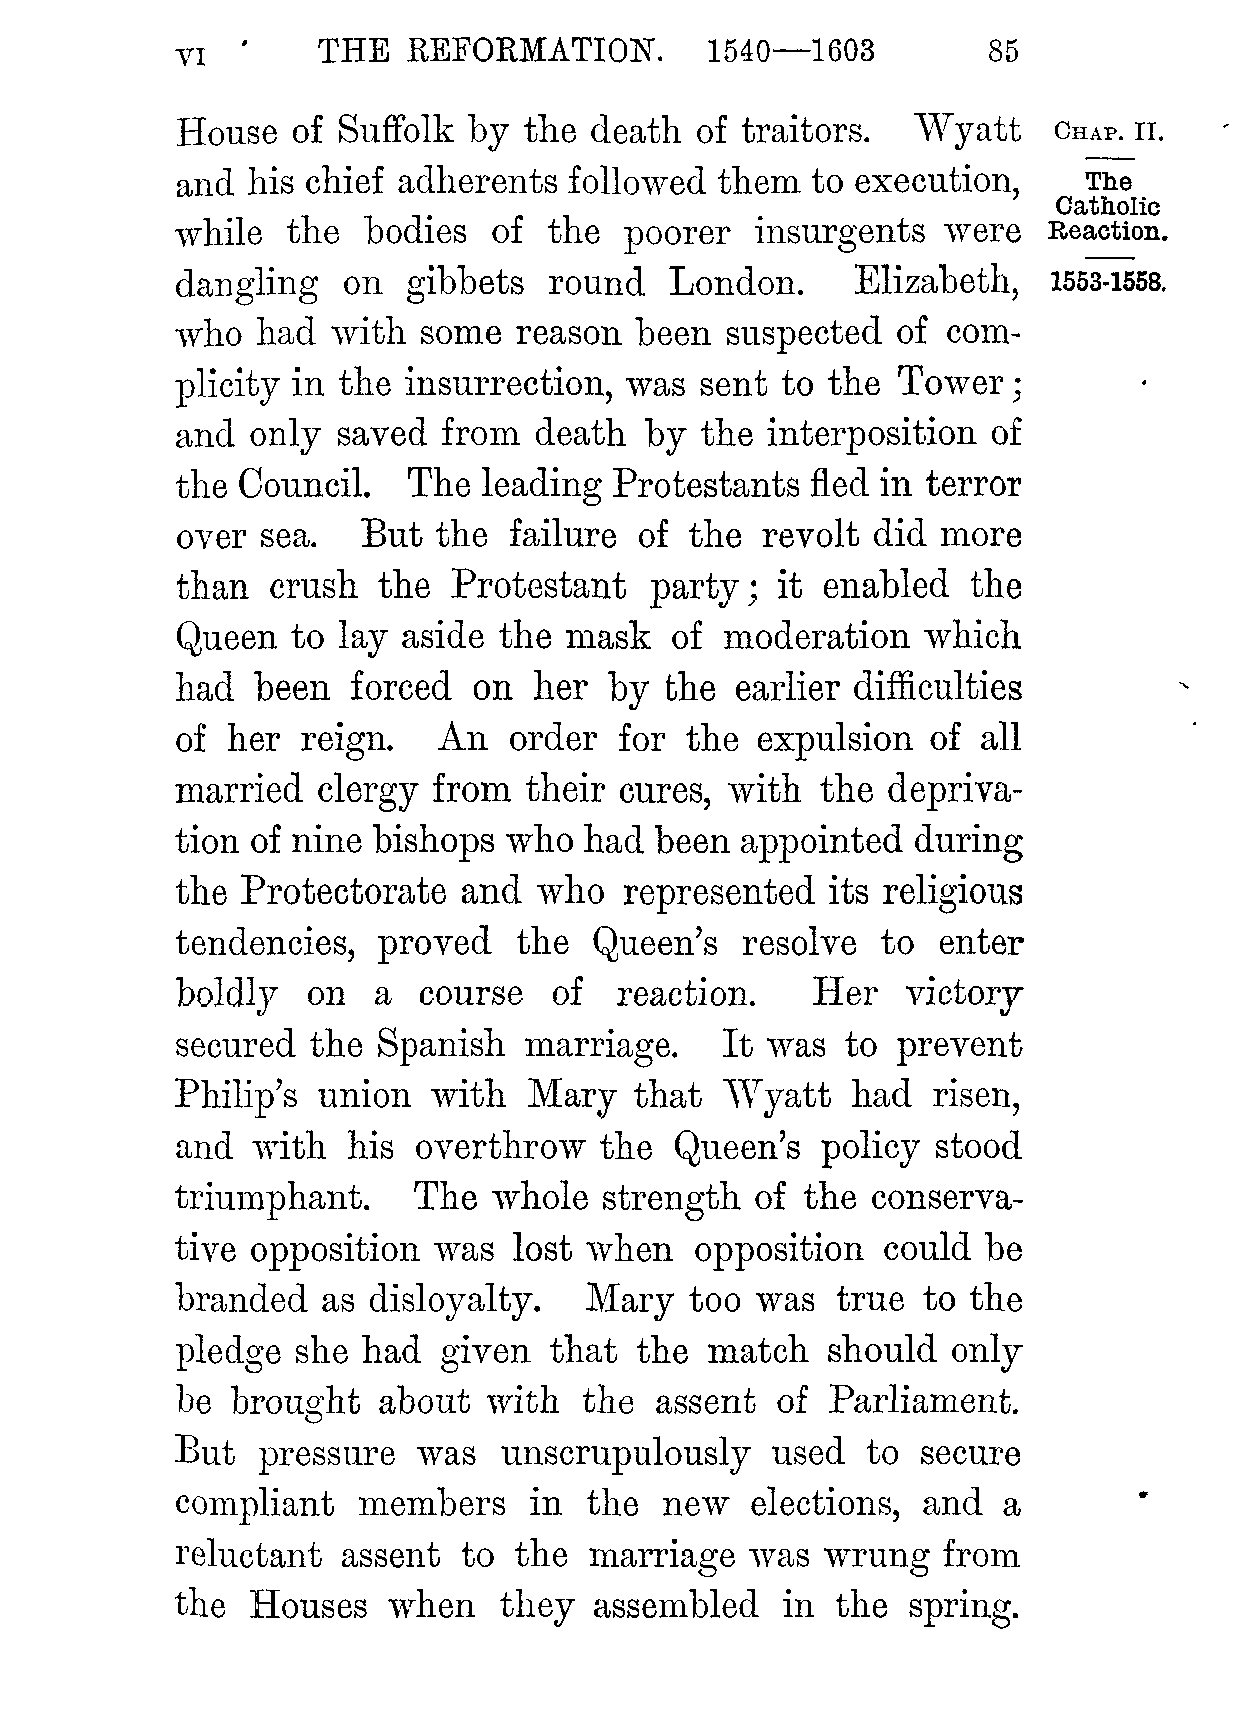 VI THE REFORMATION. 1540—1603 85
House of Suffolk by the death of traitors. Wyatt
and his chief adherents followed them to execution,
while the bodies of the poorer insurgents were
dangling on gibbets round London. Elizabeth,
who had with some reason been suspected of com-
plicity in the insurrection, was sent to the Tower;
and only saved from death by the interposition of
the Council. The leading Protestants fled in terror
over sea. But the failure of the revolt did more
than crush the Protestant party; it enabled the
Queen to lay aside the mask of moderation which
had been forced on her by the earlier difficulties
of her reign. An order for the expulsion of all
married clergy from their cures, with the depriva-
tion of nine bishops who had been appointed during
the Protectorate and who represented its religious
tendencies, proved the Queen's resolve to enter
boldly on a course of reaction. Her victory
secured the Spanish marriage. It was to prevent
Philip's union with Mary that Wyatt had risen,
and with his overthrow the Queen's policy stood
triumphant. The whole strength of the conserva-
tive opposition was lost when opposition could be
branded as disloyalty. Mary too was true to the
pledge she had given that the match should only
be brought about with the assent of Parliament.
But pressure was unscrupulously used to secure
compliant members in the new elections, and a
reluctant assent to the marriage was wrung from
the Houses when they assembled in the spring.
CHAP. II.
The
Catholic
Reaction.
1553-1558.